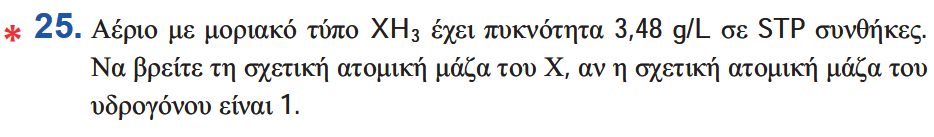 * 25. Αέριο με μοριακό τύπο XH₃ έχει πυκνότητα 3,48 g/L σε STP συνθήκες.
Να βρείτε τη σχετική ατομική μάζα του X, αν η σχετική ατομική μάζα του
υδρογόνου είναι 1.